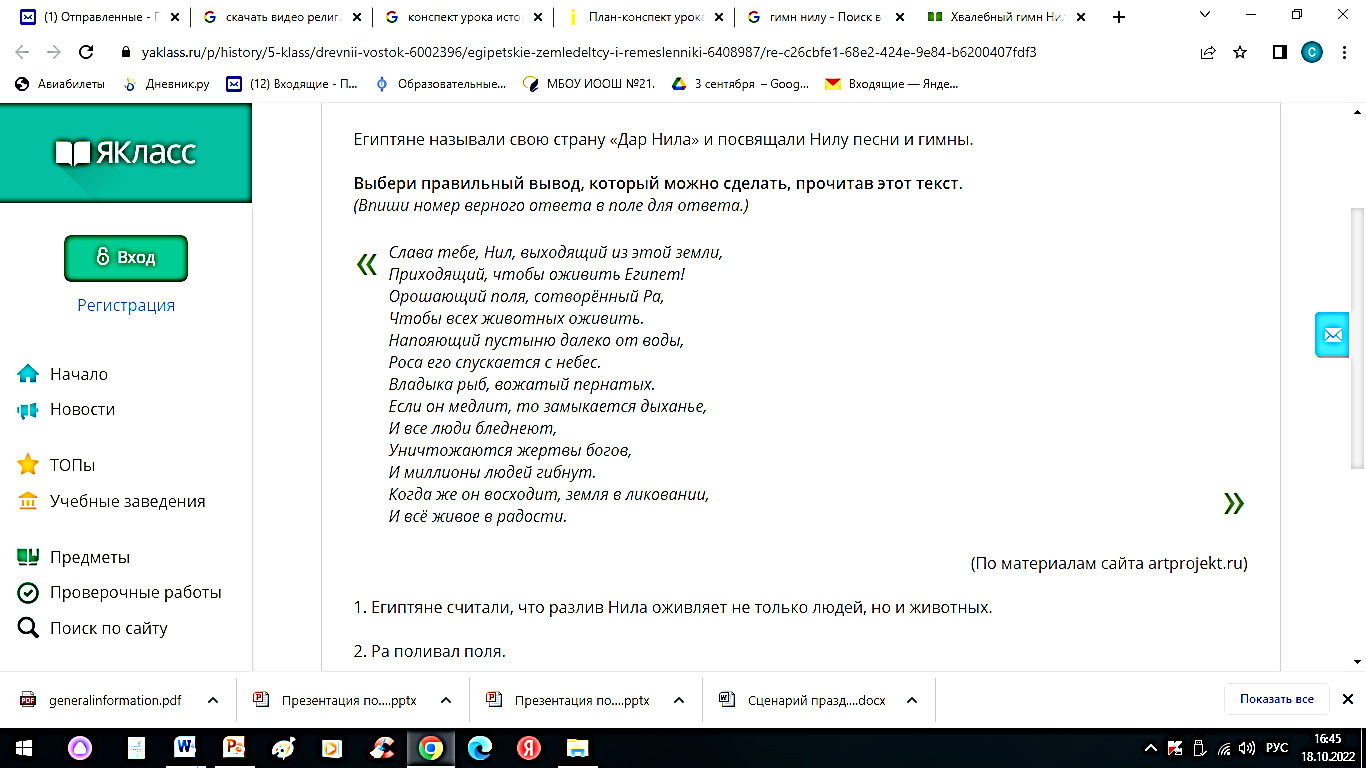 (1) Отправленные - П
скачать видео религ
конспект урока исто
План-конспект урока
гимн нилу - Поиск в
Хвалебный гимн Ни
yaklass.ru/p/history/5-klass/drevnii-vostok-6002396/egipetskie-zemledeltcy-i-remeslenniki-6408987/re-c26cbfe1-68e2-424e-9e84-b6200407fdf3
С
Авиабилеты
Дневник.ру
(12) Входящие - П...
Образовательные...
МБОУ ИООШ №21.
3 сентября – Goog...
Входящие — Янде...
ЯКласс
Вход
Регистрация
Начало
Новости
ТОПы
Учебные заведения
Предметы
Проверочные работы
Поиск по сайту
Египтяне называли свою страну «Дар Нила» и посвящали Нилу песни и гимны.
Выбери правильный вывод, который можно сделать, прочитав этот текст.
(Впиши номер верного ответа в поле для ответа.)
« Слава тебе, Нил, выходящий из этой земли,
Приходящий, чтобы оживить Египет!
Орошающий поля, сотворённый Ра,
Чтобы всех животных оживить.
Напояющий пустыню далеко от воды,
Роса его спускается с небес.
Владыка рыб, вожатый пернатых.
Если он медлит, то замыкается дыханье,
И все люди бледнеют,
Уничтожаются жертвы богов,
И миллионы людей гибнут.
Когда же он восходит, земля в ликовании,
И всё живое в радости. »
(По материалам сайта artprojekt.ru)
1. Египтяне считали, что разлив Нила оживляет не только людей, но и животных.
2. Ра поливал поля.
generalinformation.pdf
Презентация по....pptx
Презентация по....pptx
Сценарий празд....docx
Показать все
РУС
16:45
18.10.2022